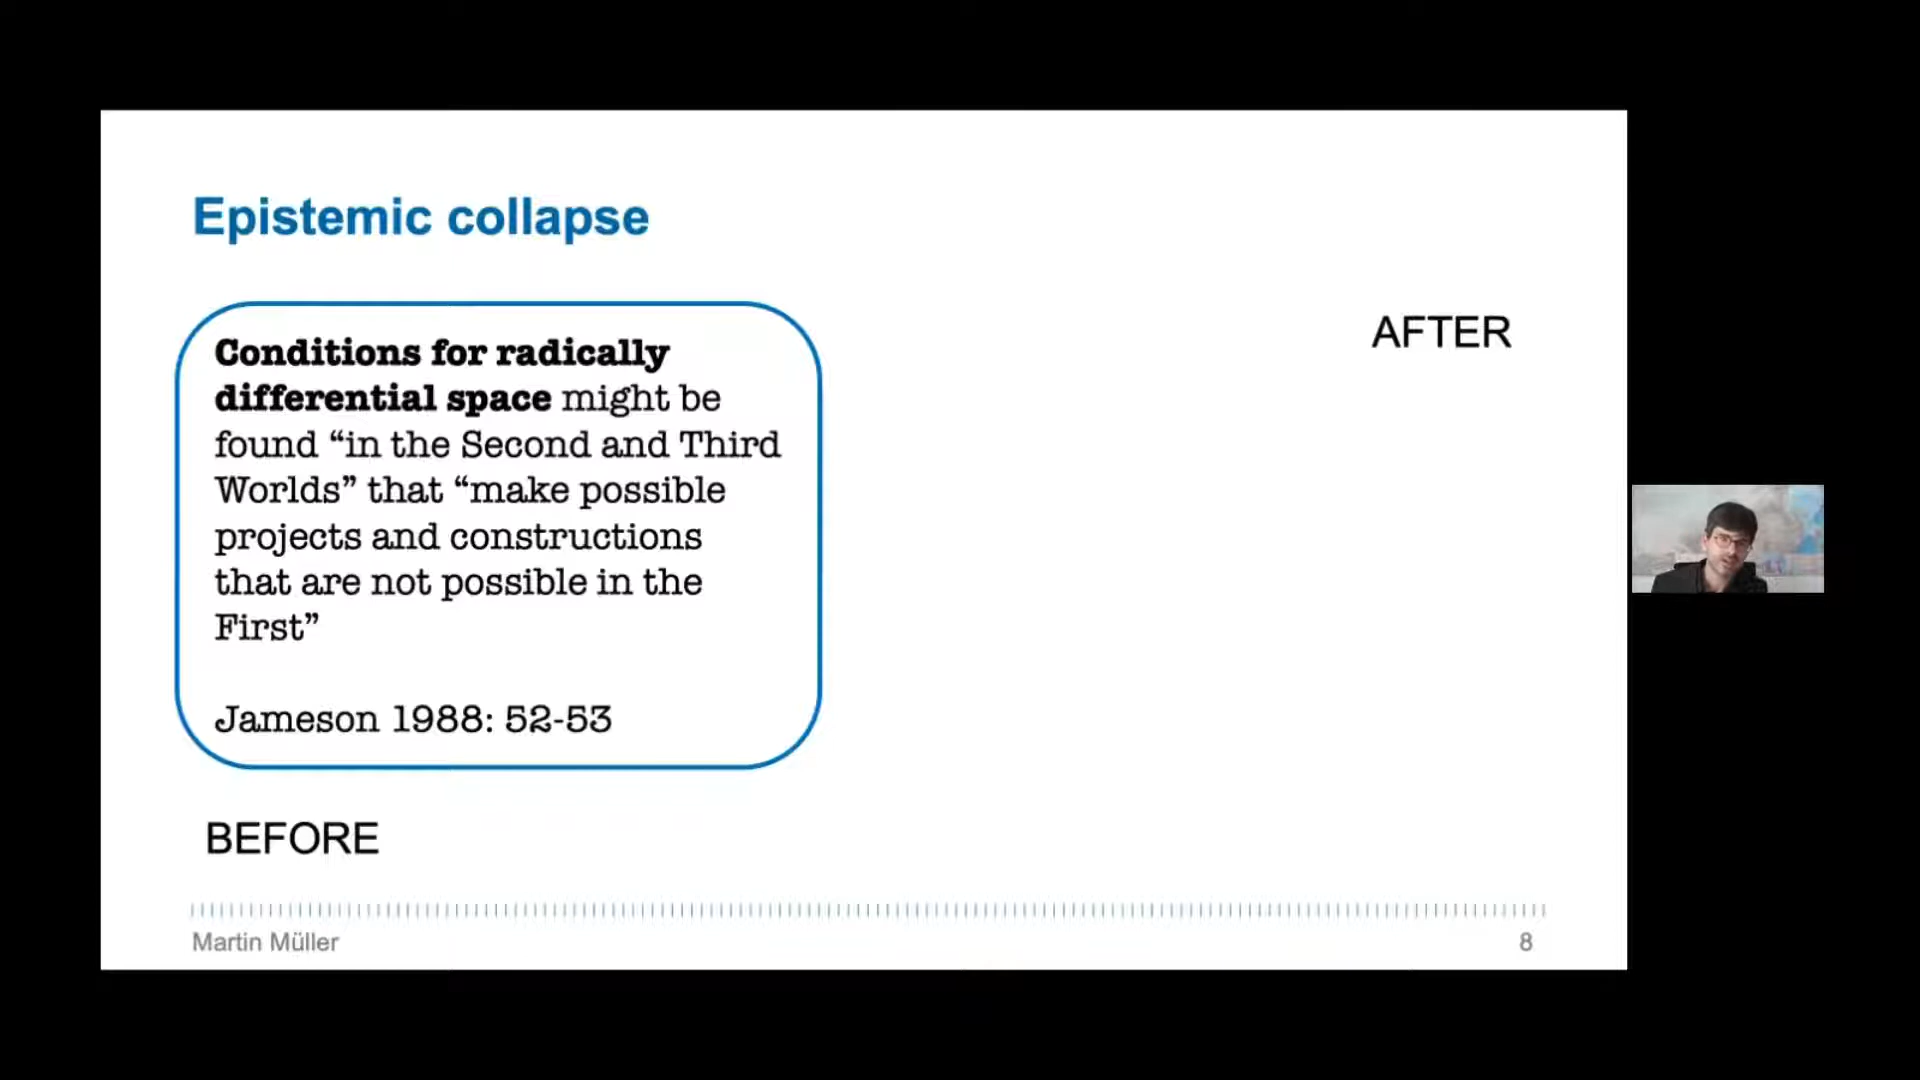 Epistemic collapse
Conditions for radically
differential space might be
found “in the Second and Third
Worlds” that “make possible
projects and constructions
that are not possible in the
First”
Jameson 1988: 52-53
AFTER
BEFORE
Martin Müller
8